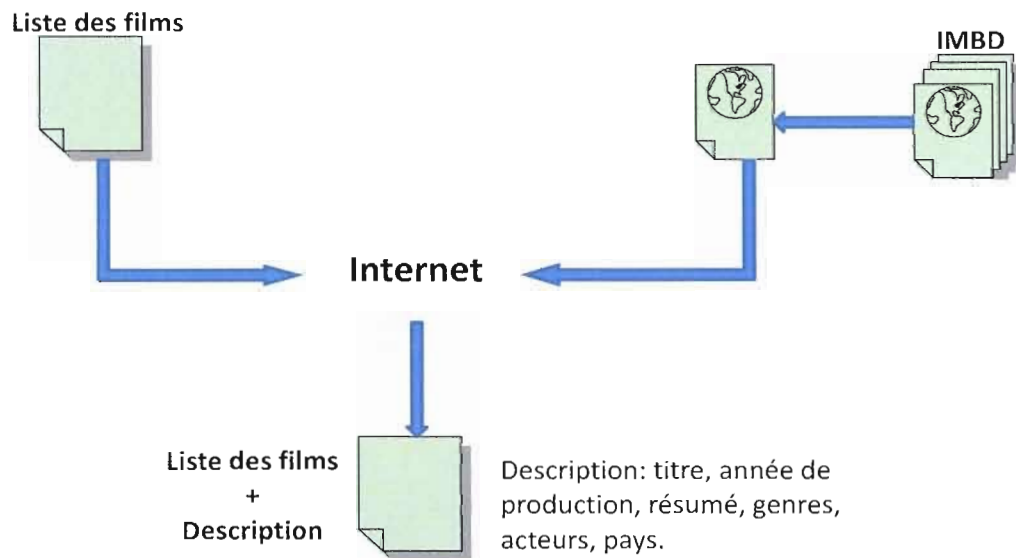 Liste des films
IMBD
Internet
Liste des films
+
Description
Description: titre, année de
production, résumé, genres,
acteurs, pays.